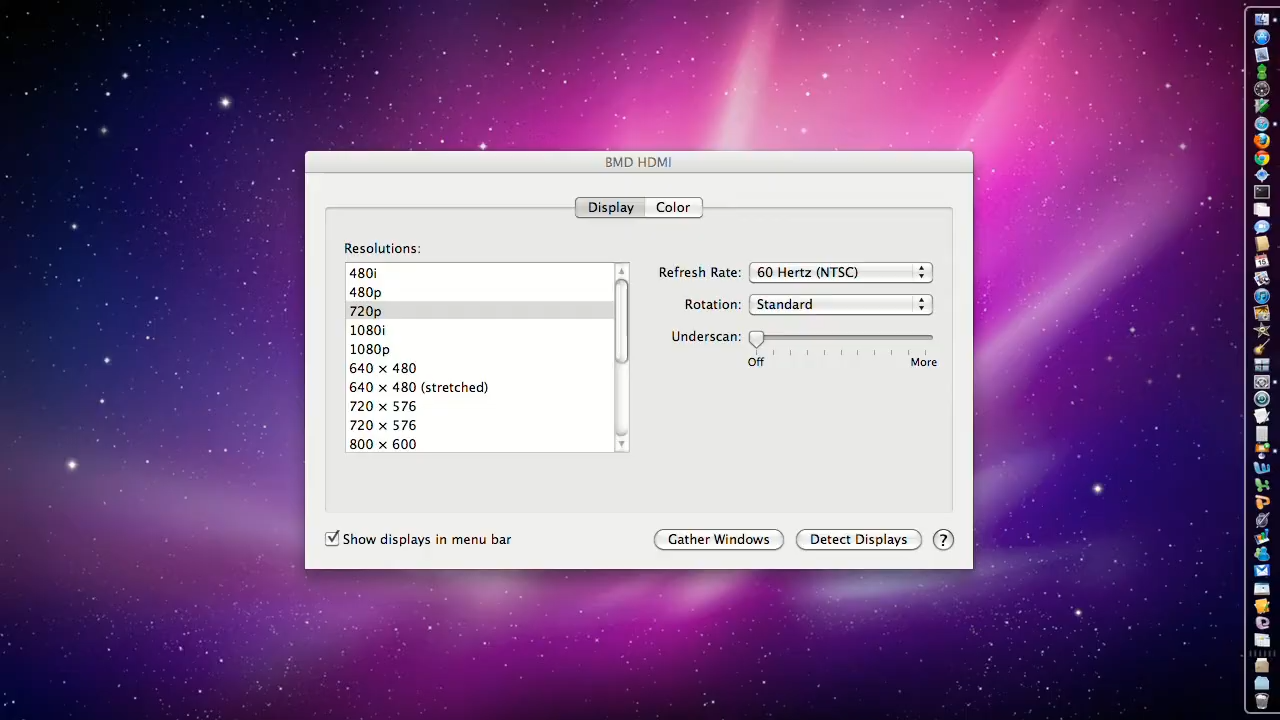 BMD HDMI
Display Color
Resolutions:
480i
480p
720p
1080i
1080p
640 × 480
640 × 480 (stretched)
720 × 576
720 × 576
800 × 600
Refresh Rate: 60 Hertz (NTSC)
Rotation: Standard
Underscan:
Off More
Show displays in menu bar
Gather Windows Detect Displays ?